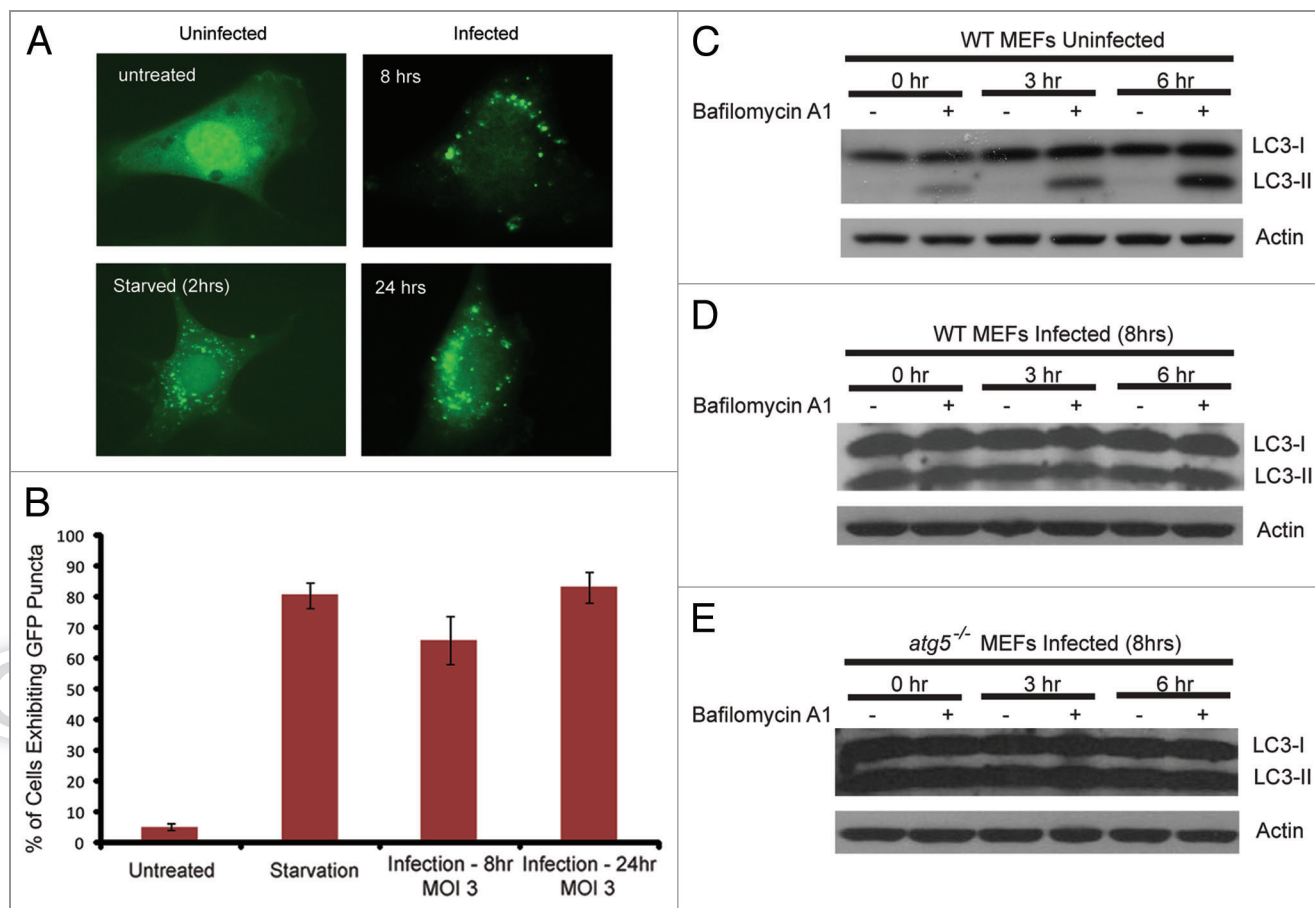 A
Uninfected
Infected
untreated
8 hrs
Starved (2hrs)
24 hrs
B
% of Cells Exhibiting GFP Puncta
100
90
80
70
60
50
40
30
20
10
0
Untreated
Starvation
Infection - 8hr
MOI 3
Infection - 24hr
MOI 3
C
WT MEFs Uninfected
0 hr 3 hr 6 hr
Bafilomycin A1 - + - + - +
LC3-I
LC3-II
Actin
D
WT MEFs Infected (8hrs)
0 hr 3 hr 6 hr
Bafilomycin A1 - + - + - +
LC3-I
LC3-II
Actin
E
atg5-/- MEFs Infected (8hrs)
0 hr 3 hr 6 hr
Bafilomycin A1 - + - + - +
LC3-I
LC3-II
Actin